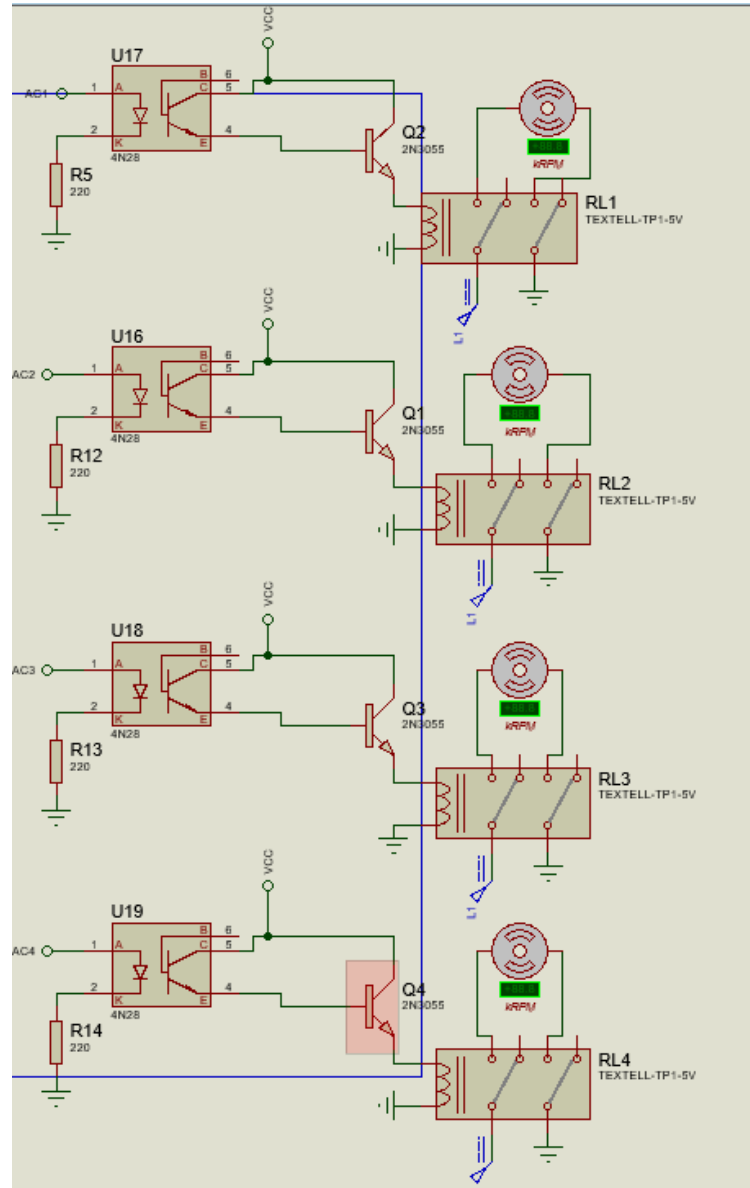 VCC
U17
AC1
1
A
B
6
C
5
2
K
E
4
4N28
Q2
2N3055
kRPM
R5
220
RL1
TEXTELL-TP1-5V
L1
VCC
U16
AC2
1
A
B
6
C
5
2
K
E
4
4N28
Q1
2N3055
kRPM
R12
220
RL2
TEXTELL-TP1-5V
L1
VCC
U18
AC3
1
A
B
6
C
5
2
K
E
4
4N28
Q3
2N3055
kRPM
R13
220
RL3
TEXTELL-TP1-5V
L1
VCC
U19
AC4
1
A
B
6
C
5
2
K
E
4
4N28
Q4
2N3055
kRPM
R14
220
RL4
TEXTELL-TP1-5V